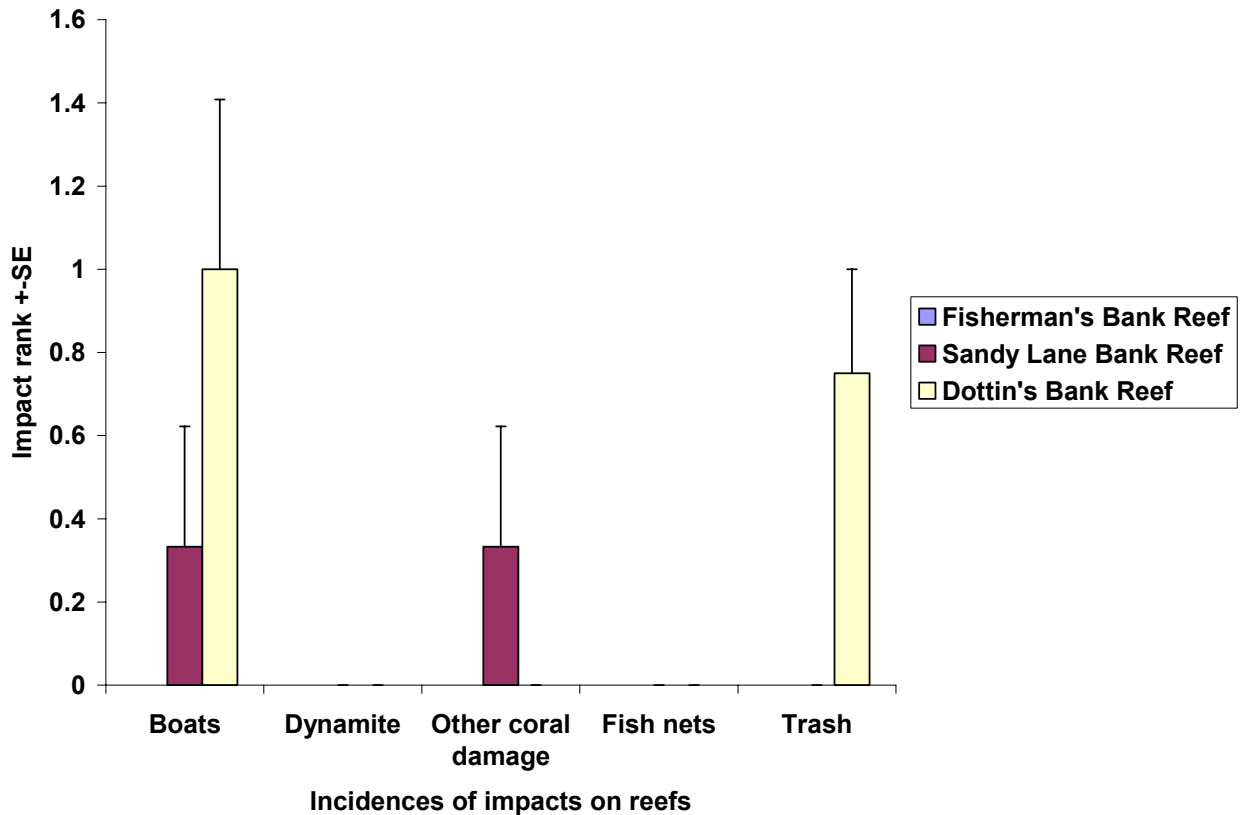 1.6
1.4
1.2
1
0.8
0.6
0.4
0.2
0
Impact rank +-SE
Boats
Dynamite
Other coral
damage
Fish nets
Trash
Incidences of impacts on reefs
Fisherman's Bank Reef
Sandy Lane Bank Reef
Dottin's Bank Reef